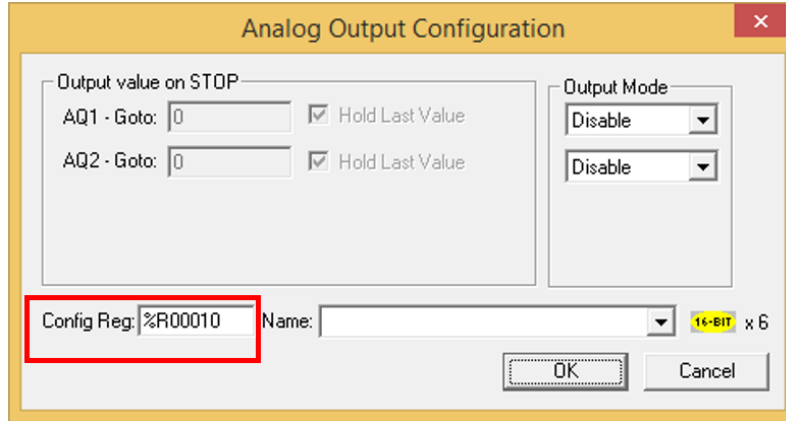 Analog Output Configuration
Output value on STOP
AQ1 - Goto: 0 Hold Last Value
AQ2 - Goto: 0 Hold Last Value
Output Mode
Disable
Disable
Config Reg: %R00010 Name: 16-BIT x 6
OK Cancel